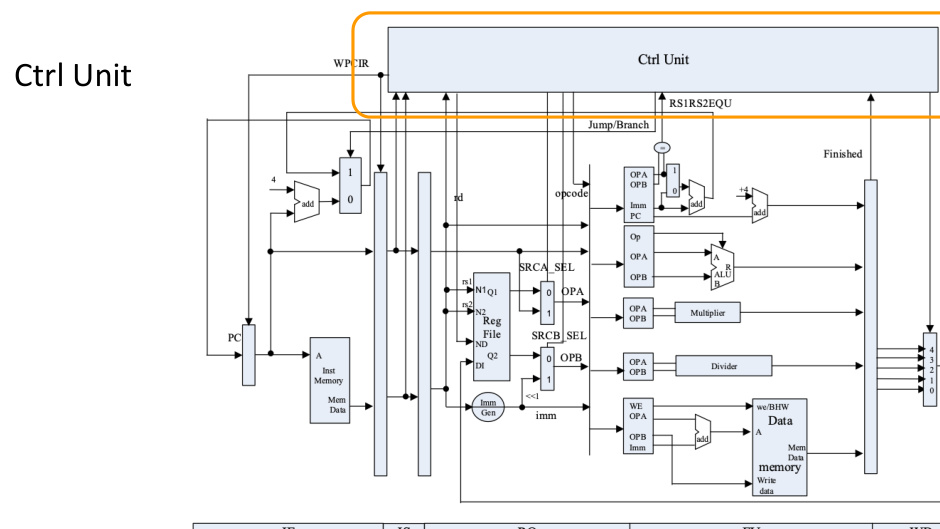 Ctrl Unit
Ctrl Unit
WPCIR
RS1RS2EQU
Jump/Branch
Finished
=
1
0
4
add
rd
opcode
OPA
OPB
Imm
PC
1
0
add
+4
add
Op
OPA
OPB
A
R
ALU
B
SRCA_SEL
rs1
N1
Q1
rs2
N2
Reg
File
ND
Q2
DI
0
1
OPA
OPA
OPB
Multiplier
SRCB_SEL
0
1
OPB
OPA
OPB
Divider
PC
A
Inst
Memory
Mem
Data
4
3
2
1
0
Imm
Gen
<<1
imm
WE
OPA
OPB
Imm
add
we/BHW
Data
A
Mem
Data
memory
Write
data